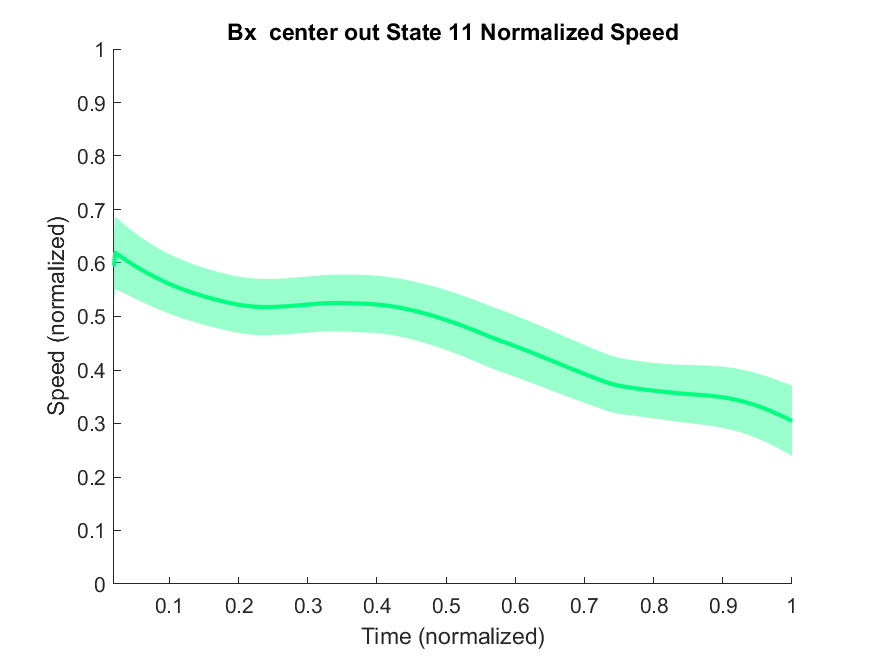 Bx  center out State 11 Normalized Speed
1
0.9
0.8
0.7
0.6
0.5
0.4
0.3
0.2
0.1
0
Speed (normalized)
0.1 0.2 0.3 0.4 0.5 0.6 0.7 0.8 0.9 1
Time (normalized)